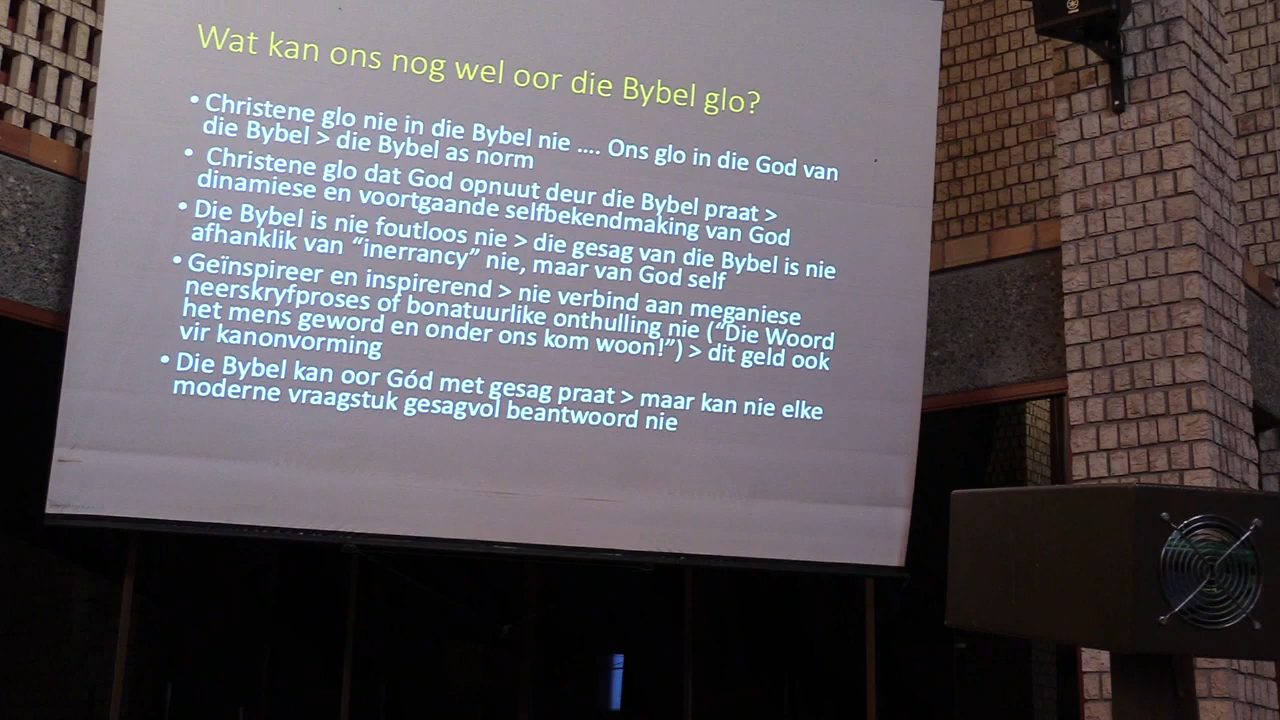 Wat kan ons nog wel oor die Bybel glo?
• Christene glo nie in die Bybel nie .... Ons glo in die God van
die Bybel > die Bybel as norm
• Christene glo dat God opnuut deur die Bybel praat >
dinamiese en voortgaande selfbekendmaking van God
• Die Bybel is nie foutloos nie > die gesag van die Bybel is nie
afhanklik van “inerrancy” nie, maar van God self
• Geïnspireer en inspirerend > nie verbind aan meganiese
neerskryfproses of bonatuurlike onthulling nie (“Die Woord
het mens geword en onder ons kom woon!”) > dit geld ook
vir kanonvorming
• Die Bybel kan oor Gód met gesag praat > maar kan nie elke
moderne vraagstuk gesagvol beantwoord nie